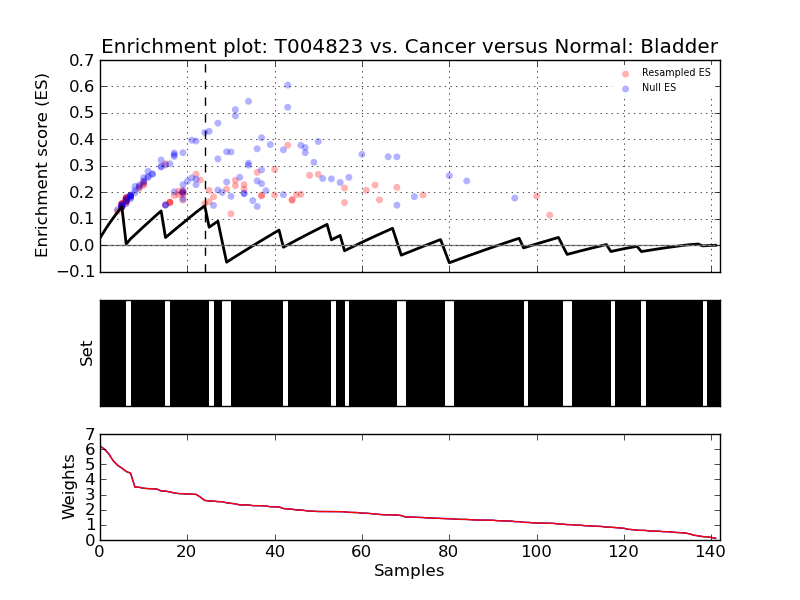 Enrichment plot: T004823 vs. Cancer versus Normal: Bladder
Enrichment score (ES)
0.7
0.6
0.5
0.4
0.3
0.2
0.1
0.0
−0.1
Resampled ES
Null ES
Set
Weights
7
6
5
4
3
2
1
0
0 20 40 60 80 100 120 140
Samples